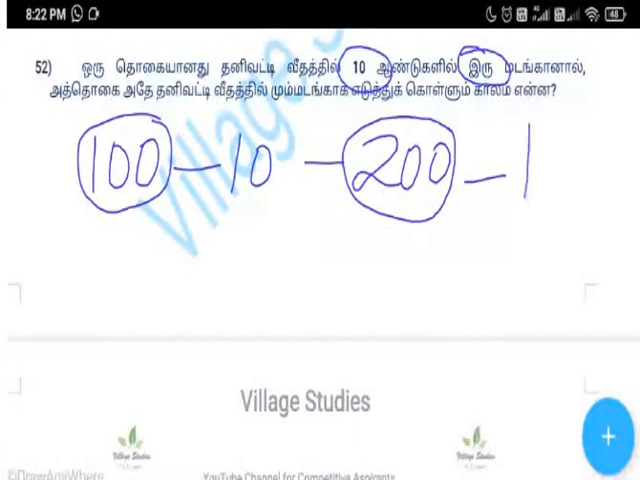 8:22 PM
48
52) ஒரு தொகையானது தனிவட்டி வீதத்தில் 10 ஆண்டுகளில் இரு மடங்கானால்,
அத்தொகை அதே தனிவட்டி வீதத்தில் மும்மடங்காக எடுத்துக் கொள்ளும் காலம் என்ன?
100 — 10 — 200 — 1
Village
Village Studies
Village Studies
Village Studies
©DrawAnyWhere
YouTube Channel for Competitive Aspirants
+